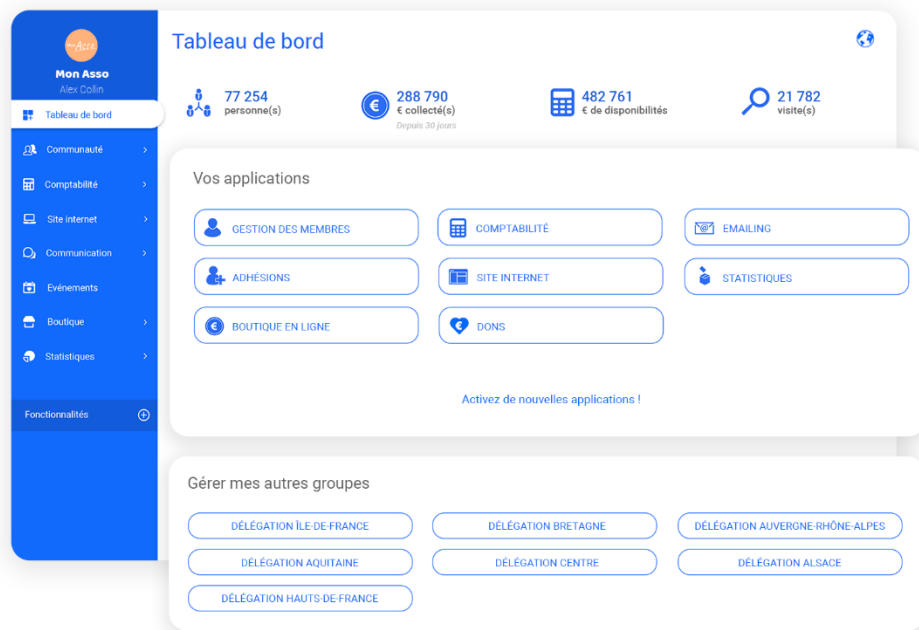 Mon Asso
Alex Collin
Tableau de bord
Communauté
Comptabilité
Site internet
Communication
Evénements
Boutique
Statistiques
Fonctionnalités
Tableau de bord
77 254
personne(s)
288 790
€ collecté(s)
Depuis 30 jours
482 761
€ de disponibilités
21 782
visite(s)
Vos applications
GESTION DES MEMBRES
COMPTABILITÉ
EMAILING
ADHÉSIONS
SITE INTERNET
STATISTIQUES
BOUTIQUE EN LIGNE
DONS
Activez de nouvelles applications !
Gérer mes autres groupes
DÉLÉGATION ÎLE-DE-FRANCE
DÉLÉGATION BRETAGNE
DÉLÉGATION AUVERGNE-RHÔNE-ALPES
DÉLÉGATION AQUITAINE
DÉLÉGATION CENTRE
DÉLÉGATION ALSACE
DÉLÉGATION HAUTS-DE-FRANCE